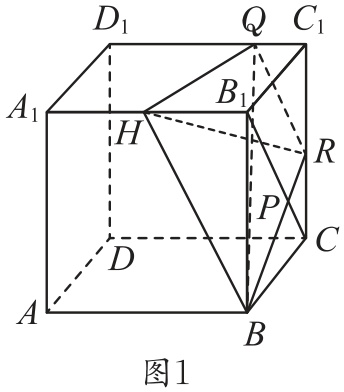 D₁ Q C₁
A₁ H B₁
R
P
D C
A B
图1